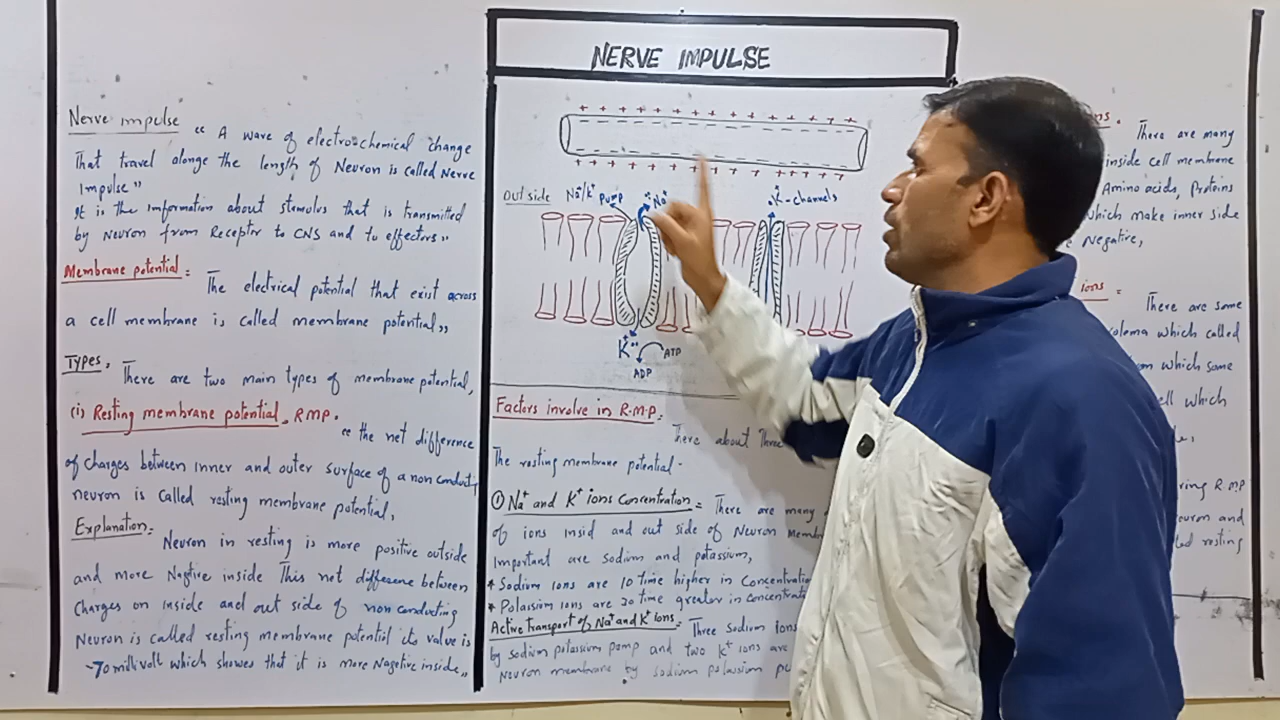 NERVE IMPULSE
Nerve impulse " A wave of electrochemical change
That travel alonge the length of Neuron is called Nerve
Impulse"
It is the information about stemolus that is transmitted
by Neuron from Receptor to CNS and to effectors"
Membrane potential = The electrical potential that exist across
a cell membrane is called membrane potential"
Types, There are two main types of membrane potential,
(i) Resting membrane potential, R.M.P. " the net difference
of charges between inner and outer surface of a non conducting
neuron is called resting membrane potential,
Explanation= Neuron in resting is more positive outside
and more Negtive inside This net difference between
Charges on inside and out side of non conducting
Neuron is called resting membrane potential its value is
-70 millivolt which showes that it is more Nagetive inside"
+ + + + + + + + + + + + + + +
- - - - - - - - - - - -
- - - - - - - - - - - -
+ + + + + + + + + + + + + + +
Out side Na+/K+ Pump Na+ K+-channels
K+ ATP
ADP
Factors involve in R.M.P=
There about Three
The resting membrane potential-
① Na+ and K+ ions Concentration = There are many
of ions insid and out side of Neuron
important are Sodium and potassium,
* Sodium ions are 10 time higher in
* Potassium ions are 20 time greater in
Active transport of Na+ and K+ ions= Three Sodium ions
by sodium potassium pump and two K+ ions are
Neuron membrane by sodium potassium
There are many
inside cell membrane
Amino acids, Proteins
which make inner side
Negative,
ions =
There are some
which called
which some
which
R.M.P
and
resting